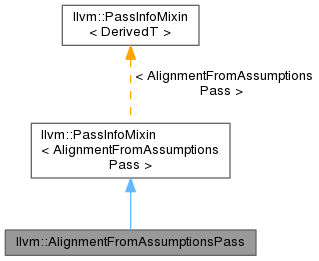 llvm::PassInfoMixin
< DerivedT >
< AlignmentFromAssumptions
Pass >
llvm::PassInfoMixin
< AlignmentFromAssumptions
Pass >
llvm::AlignmentFromAssumptionsPass